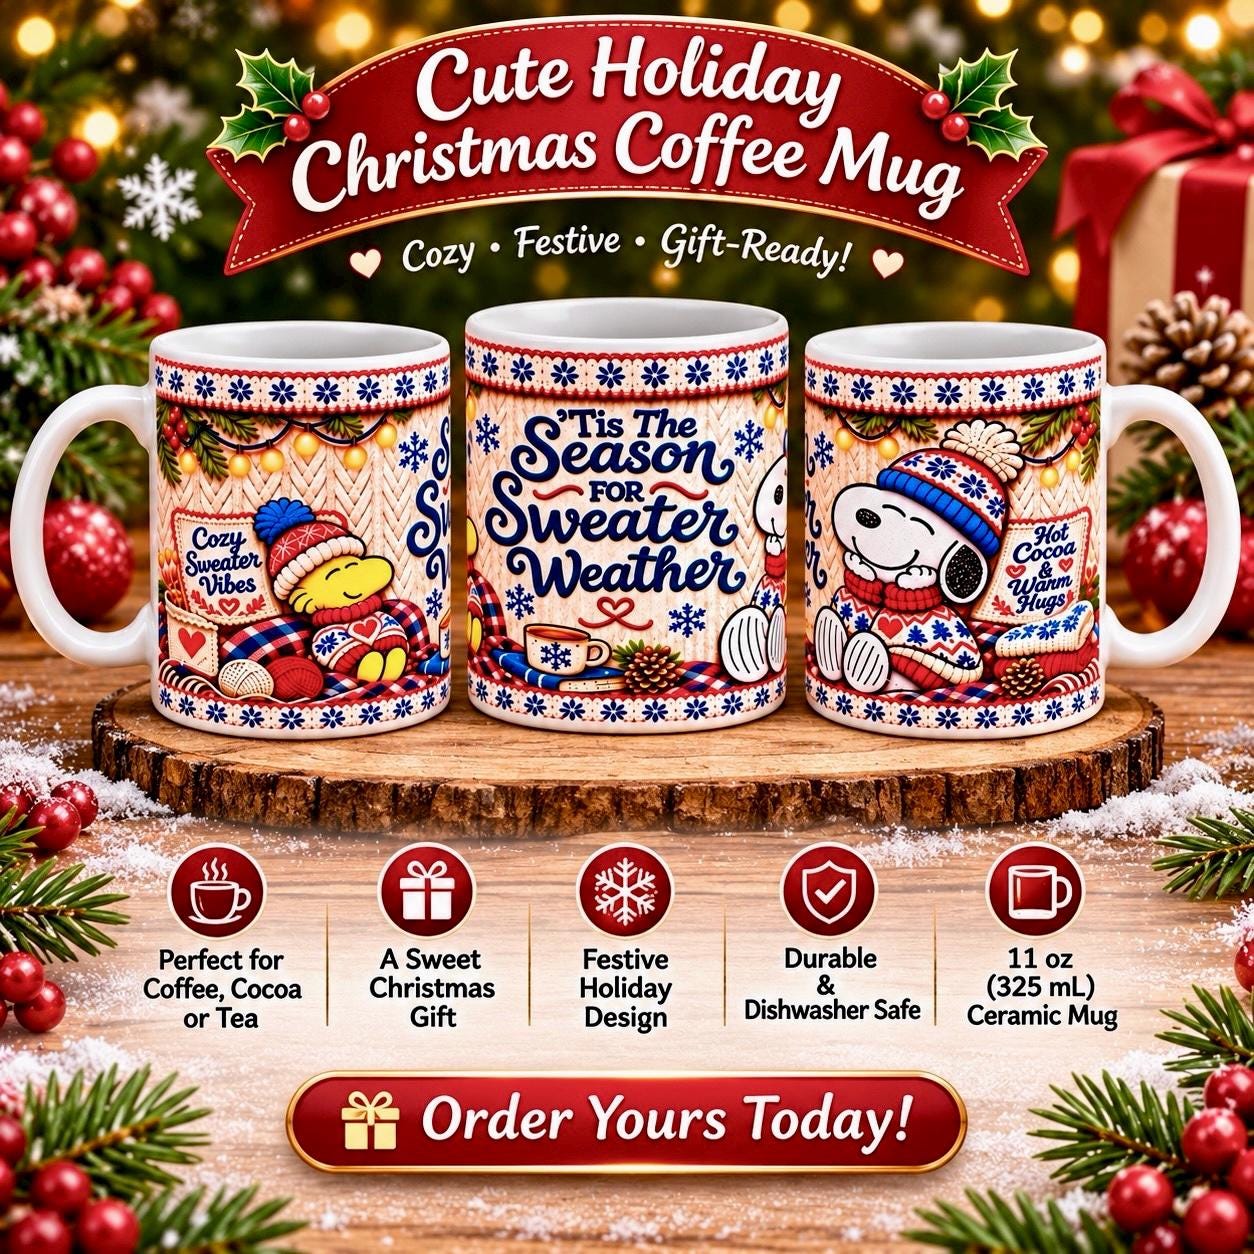 Cute Holiday
Christmas Coffee Mug
Cozy • Festive • Gift-Ready!
Cozy
Sweater
Vibes
'Tis The
Season
FOR
Sweater
Weather
Hot
Cocoa
&
Warm
Hugs
Perfect for
Coffee, Cocoa
or Tea
A Sweet
Christmas
Gift
Festive
Holiday
Design
Durable
&
Dishwasher Safe
11 oz
(325 mL)
Ceramic Mug
Order Yours Today!